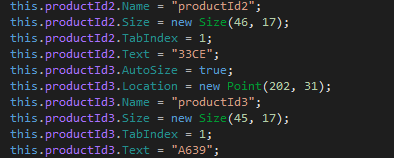 this.productId2.Name = "productId2";
this.productId2.Size = new Size(46, 17);
this.productId2.TabIndex = 1;
this.productId2.Text = "33CE";
this.productId3.AutoSize = true;
this.productId3.Location = new Point(202, 31);
this.productId3.Name = "productId3";
this.productId3.Size = new Size(45, 17);
this.productId3.TabIndex = 1;
this.productId3.Text = "A639";